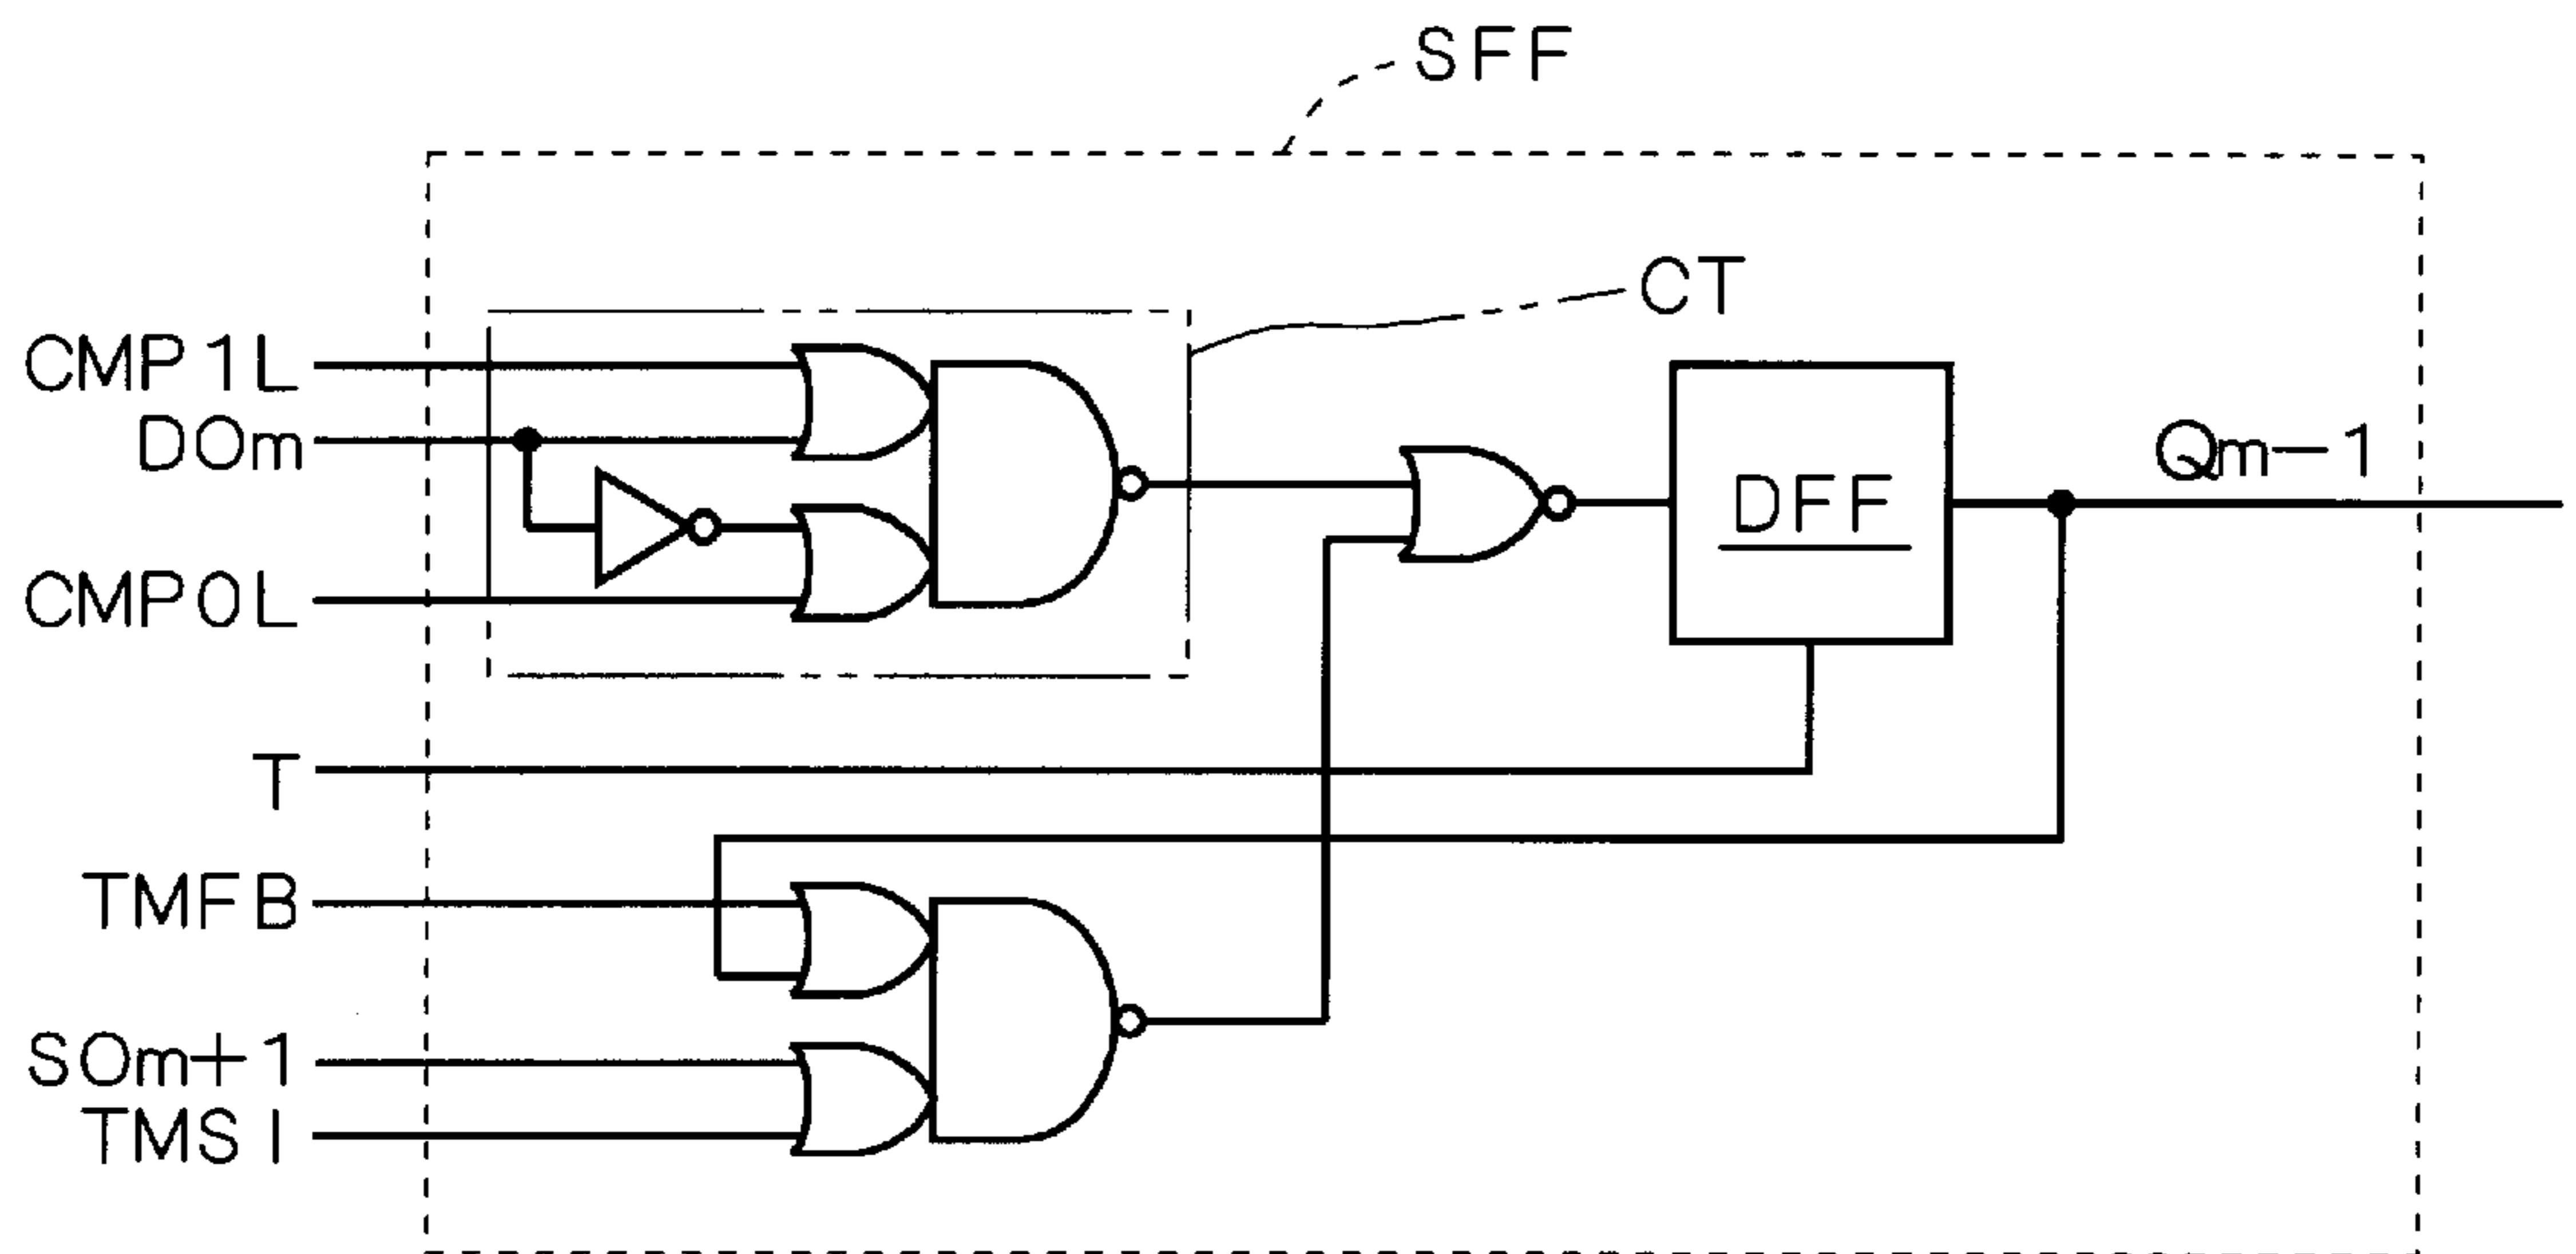 SFF
CT
CMP1L
DOm
CMP0L
DFF
Qm-1
T
TMFB
SOm+1
TMSI